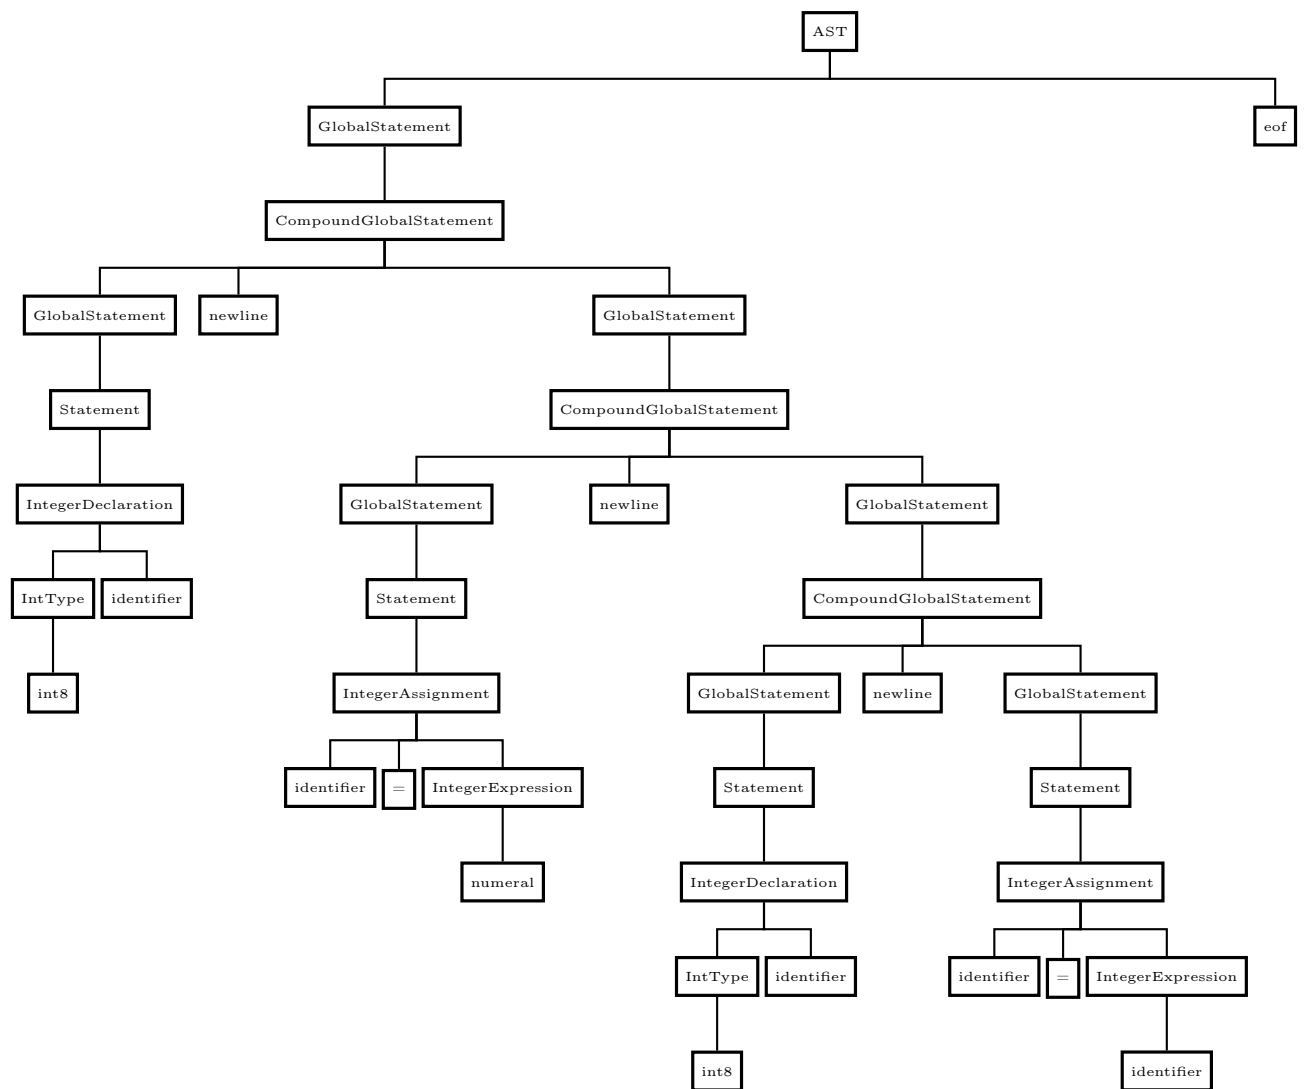 AST
GlobalStatement eof
CompoundGlobalStatement
GlobalStatement newline GlobalStatement
Statement CompoundGlobalStatement
IntegerDeclaration GlobalStatement newline GlobalStatement
IntType identifier Statement CompoundGlobalStatement
int8 IntegerAssignment GlobalStatement newline GlobalStatement
identifier = IntegerExpression Statement Statement
numeral IntegerDeclaration IntegerAssignment
IntType identifier identifier = IntegerExpression
int8 identifier